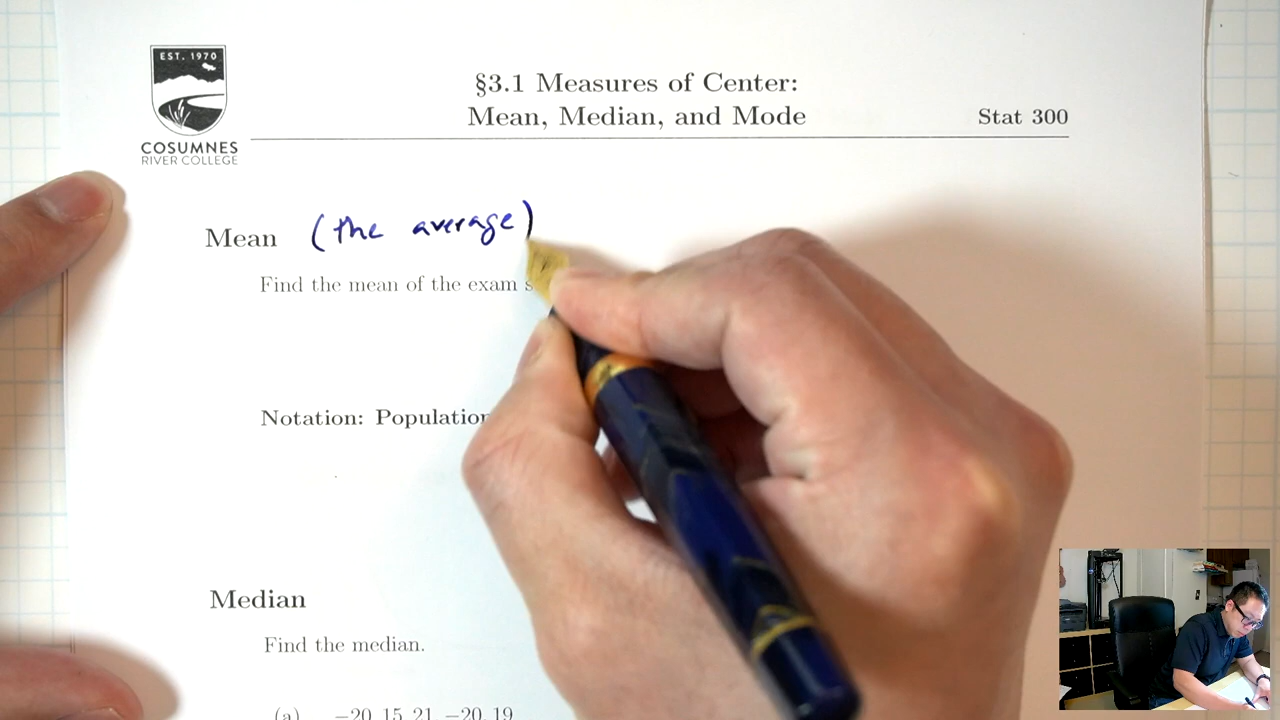 EST. 1970
COSUMNES
RIVER COLLEGE
§3.1 Measures of Center:
Mean, Median, and Mode
Stat 300
Mean (the average)
Find the mean of the exam
Notation: Population
Median
Find the median.
(a) −20, 15, 21, −20, 19